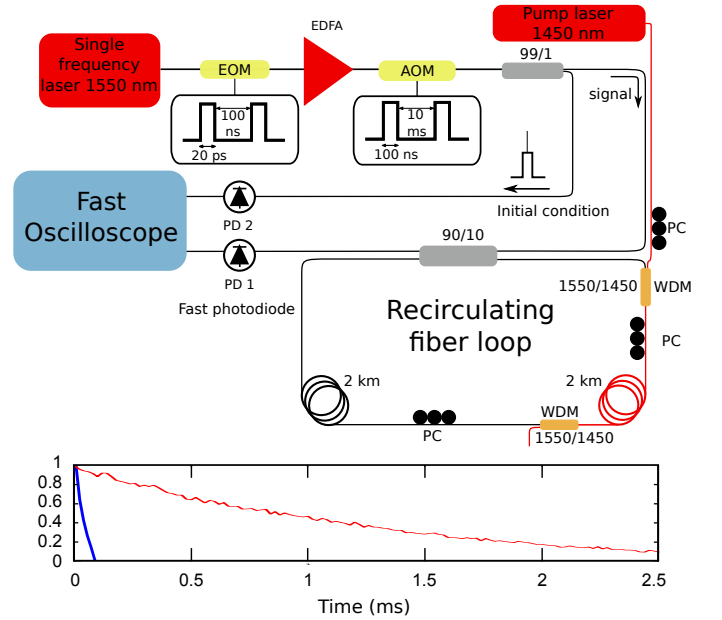 Pump laser
1450 nm
EDFA
Single
frequency
laser 1550 nm
EOM
AOM
99/1
signal
100
ns
20 ps
10
ms
100 ns
Fast
Oscilloscope
PD 2
Initial condition
PC
90/10
PD 1
Fast photodiode
1550/1450
WDM
Recirculating
fiber loop
PC
2 km
2 km
WDM
PC
1550/1450
1
0.8
0.6
0.4
0.2
0
0
0.5
1
1.5
2
2.5
Time (ms)